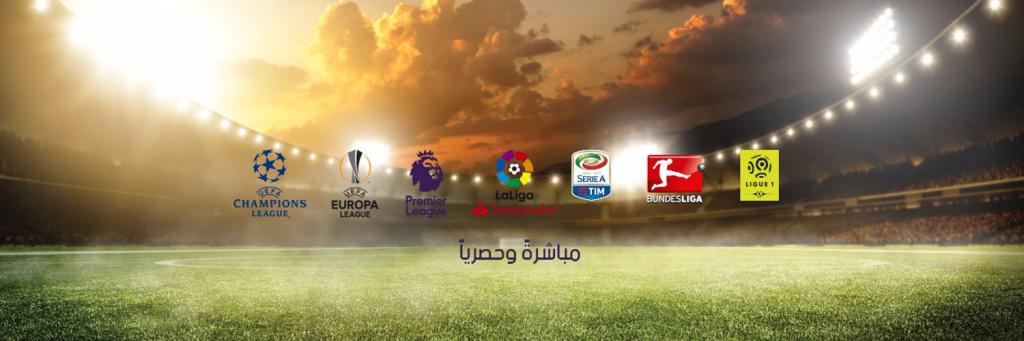 UEFA
CHAMPIONS
LEAGUE
UEFA
EUROPA
LEAGUE
Premier
League
LaLiga
Santander
SERIE A
TIM
BUNDESLIGA
LIGUE 1
مباشرةً وحصرياً